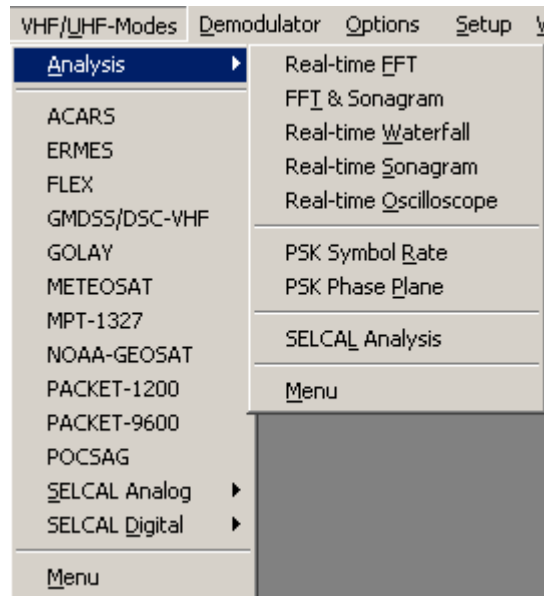 VHF/UHF-Modes Demodulator Options Setup
Analysis
ACARS
ERMES
FLEX
GMDSS/DSC-VHF
GOLAY
METEOSAT
MPT-1327
NOAA-GEOSAT
PACKET-1200
PACKET-9600
POCSAG
SELCAL Analog
SELCAL Digital
Menu
Real-time FFT
FFT & Sonagram
Real-time Waterfall
Real-time Sonagram
Real-time Oscilloscope
PSK Symbol Rate
PSK Phase Plane
SELCAL Analysis
Menu